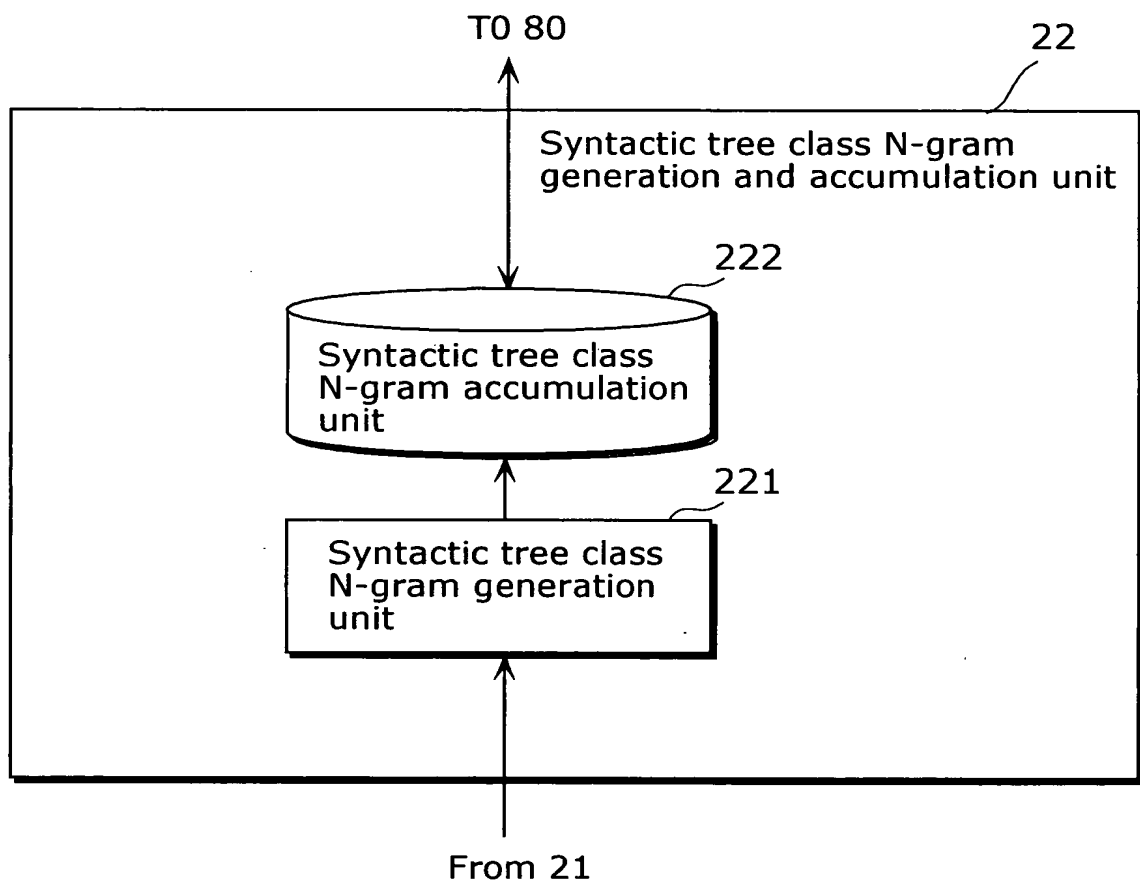 T0 80
22
Syntactic tree class N-gram
generation and accumulation unit
222
Syntactic tree class
N-gram accumulation
unit
221
Syntactic tree class
N-gram generation
unit
From 21